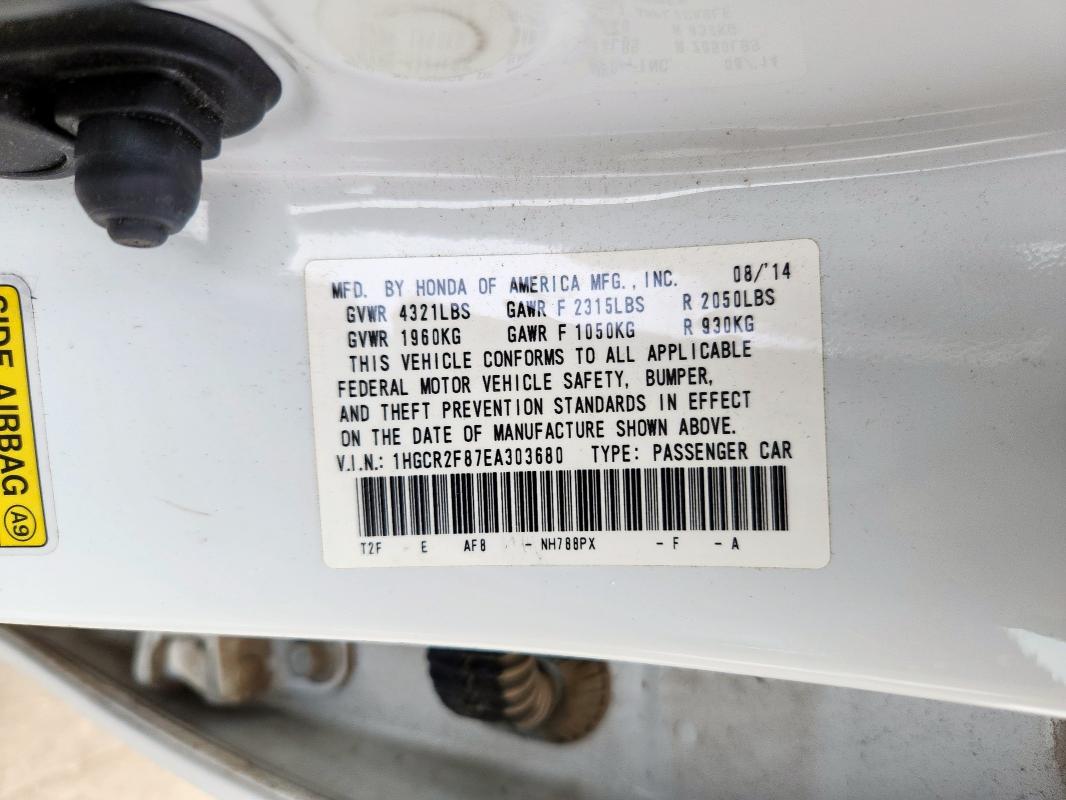 MFD. BY HONDA OF AMERICA MFG., INC. 08/'14
GVWR 4321LBS GAWR F 2315LBS R 2050LBS
GVWR 1960KG GAWR F 1050KG R 930KG
THIS VEHICLE CONFORMS TO ALL APPLICABLE
FEDERAL MOTOR VEHICLE SAFETY, BUMPER,
AND THEFT PREVENTION STANDARDS IN EFFECT
ON THE DATE OF MANUFACTURE SHOWN ABOVE.
V.I.N.: 1HGCR2F87EA303680 TYPE: PASSENGER CAR
T2F E AF8 - NH788PX - F - A
SIDE AIRBAG A9